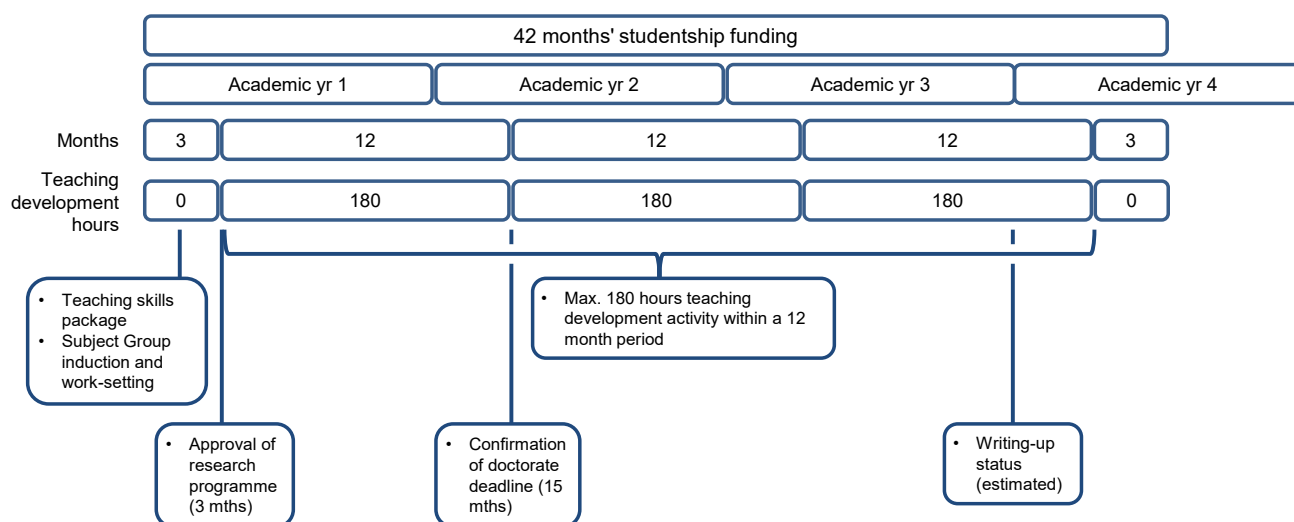 42 months' studentship funding
Academic yr 1
Academic yr 2
Academic yr 3
Academic yr 4
Months
3
12
12
12
3
Teaching
development
hours
0
180
180
180
0
• Teaching skills
package
• Subject Group
induction and
work-setting
• Max. 180 hours teaching
development activity within a 12
month period
• Approval of
research
programme
(3 mths)
• Confirmation
of doctorate
deadline (15
mths)
• Writing-up
status
(estimated)